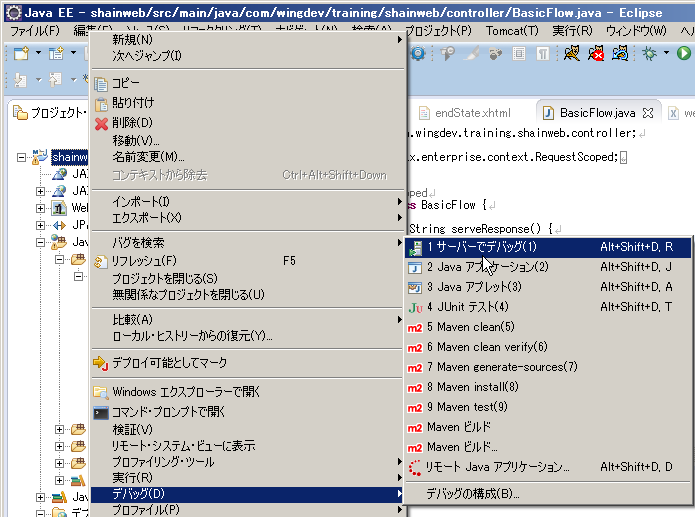 Java EE - shainweb/src/main/java/com/wingdev/training/shainweb/controller/BasicFlow.java - Eclipse
ファイル(F) プロジェクト(P) Tomcat(T) 実行(R) ウィンドウ(W)
プロジェクト・
endState.xhtml BasicFlow.java we
.wingdev.training.shainweb.controller;
x.enterprise.context.RequestScoped;
oped
ss BasicFlow {
String serveResponse() {
shainw
JA
JA
Web
JP
Java
Java
新規(N)
次へジャンプ(I)
コピー
貼り付け
削除(D)
移動(V)...
名前変更(M)...
コンテキストから除去 Ctrl+Alt+Shift+Down
インポート(I)
エクスポート(X)
バグを検索
リフレッシュ(F) F5
プロジェクトを閉じる(S)
無関係なプロジェクトを閉じる(U)
比較(A)
ローカル・ヒストリーからの復元(Y)...
デプロイ可能としてマーク
Windows エクスプローラーで開く
コマンド・プロンプトで開く
検証(V)
リモート・システム・ビューに表示
プロファイリング・ツール
実行(R)
デバッグ(D)
プロファイル(P)
1 サーバーでデバッグ(1) Alt+Shift+D, R
2 Java アプリケーション(2) Alt+Shift+D, J
3 Java アプレット(3) Alt+Shift+D, A
4 JUnit テスト(4) Alt+Shift+D, T
5 Maven clean(5)
6 Maven clean verify(6)
7 Maven generate-sources(7)
8 Maven install(8)
9 Maven test(9)
Maven ビルド
Maven ビルド...
リモート Java アプリケーション... Alt+Shift+D, D
デバッグの構成(B)...